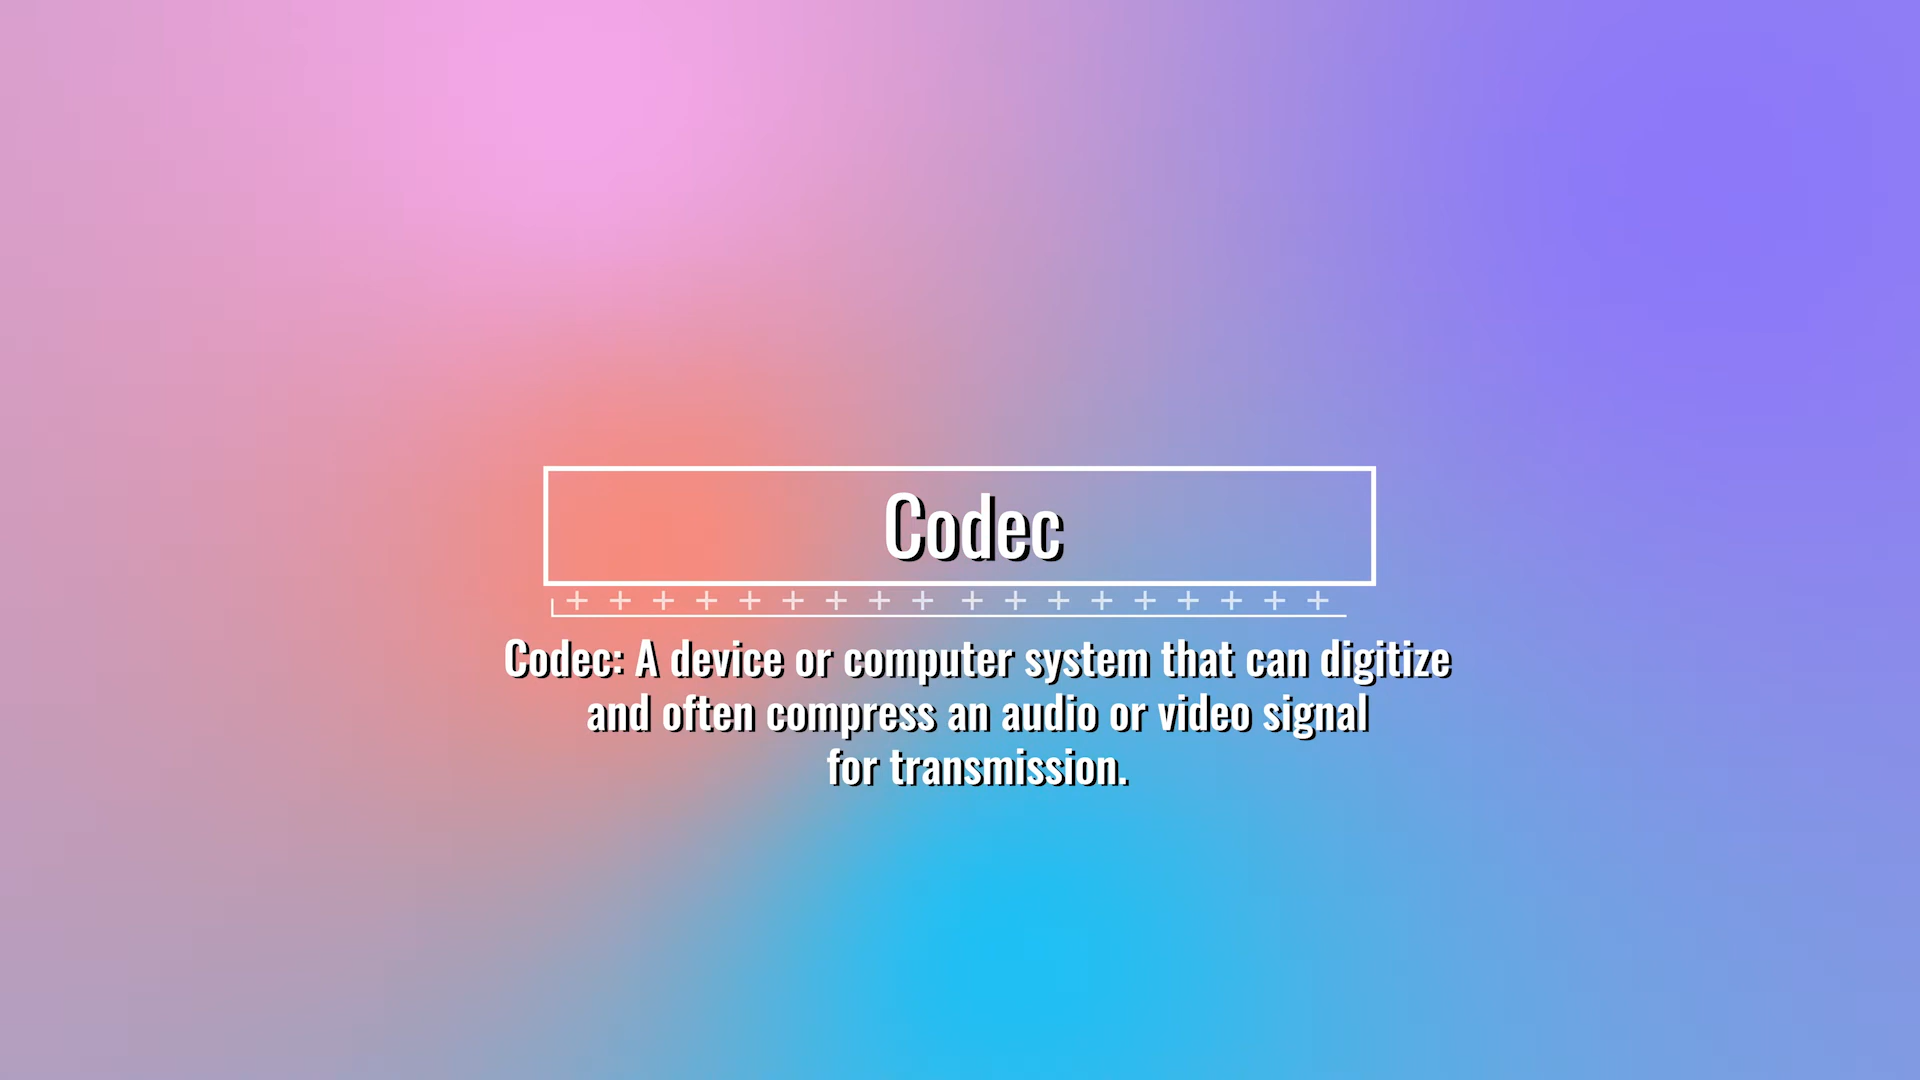 Codec
Codec: A device or computer system that can digitize
and often compress an audio or video signal
for transmission.